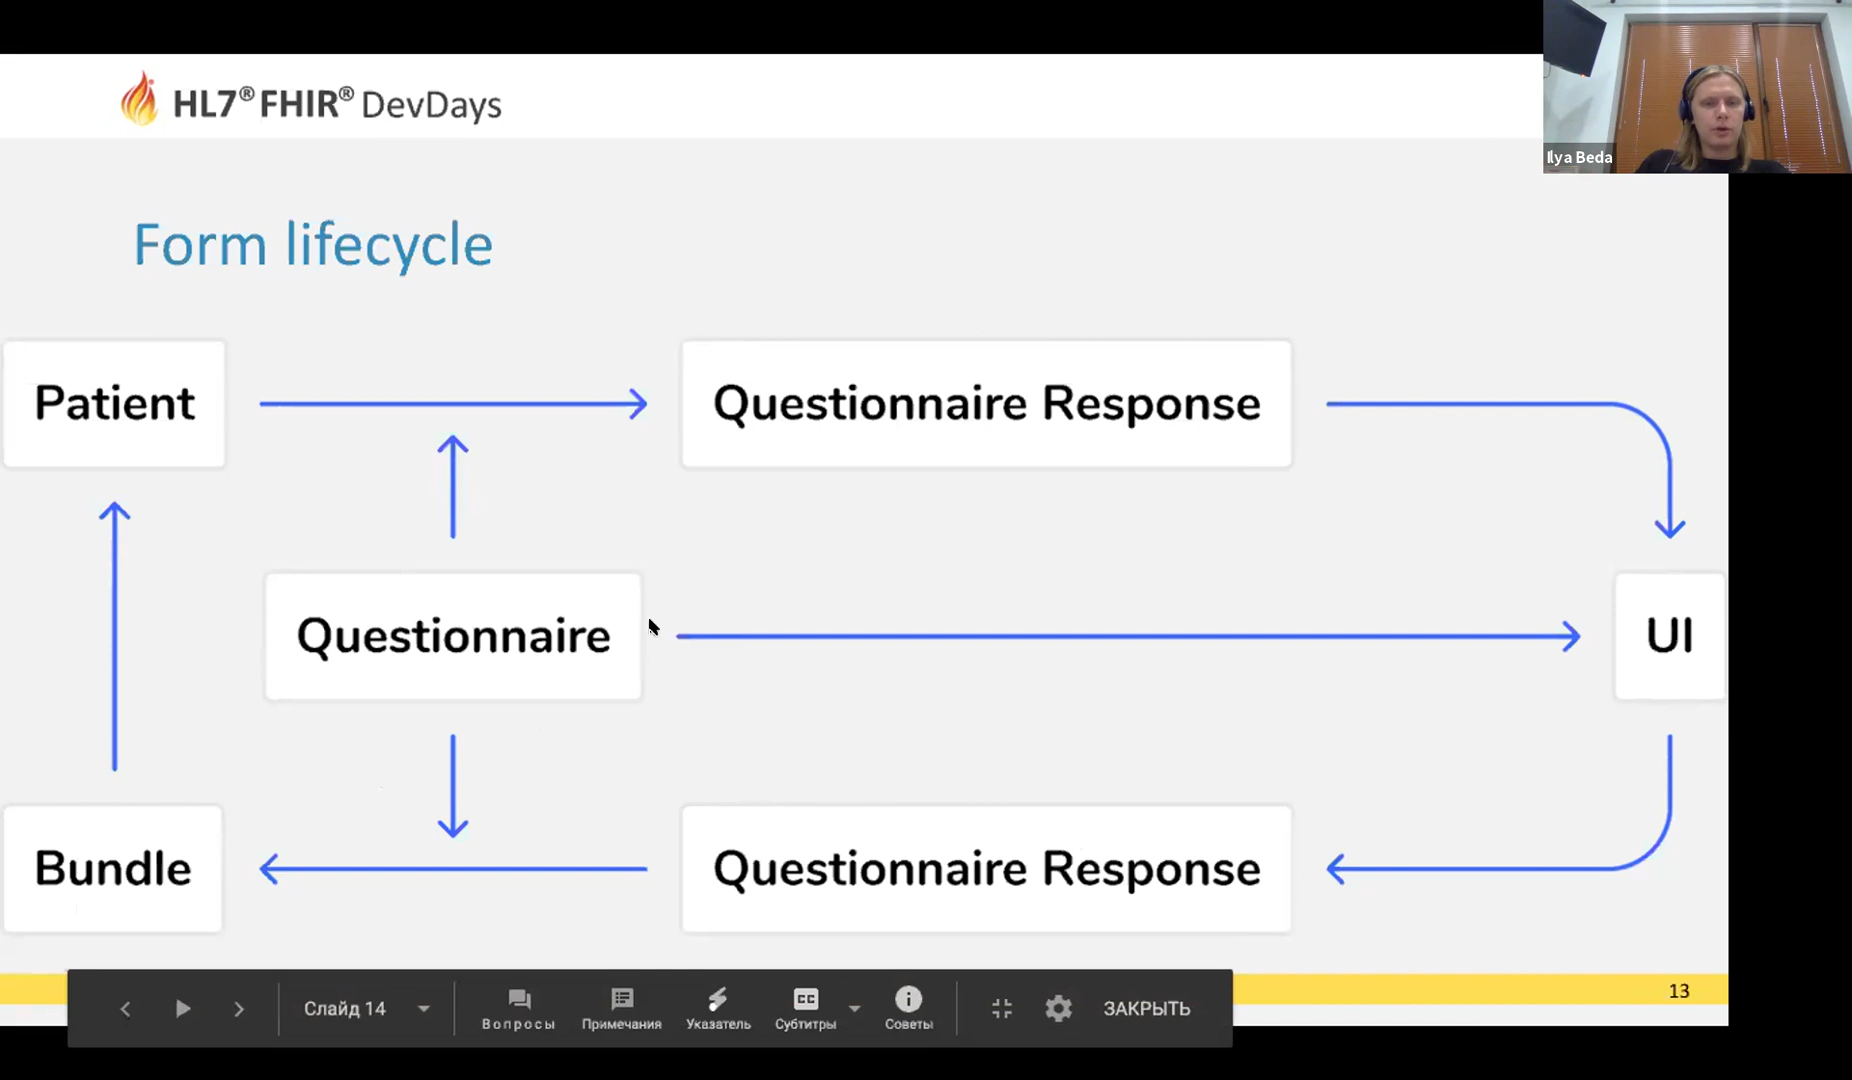 HL7® FHIR® DevDays
Ilya Beda
Form lifecycle
Patient
Questionnaire Response
Questionnaire
UI
Bundle
Questionnaire Response
13
Слайд 14
Вопросы
Примечания
Указатель
CC
Субтитры
Советы
ЗАКРЫТЬ